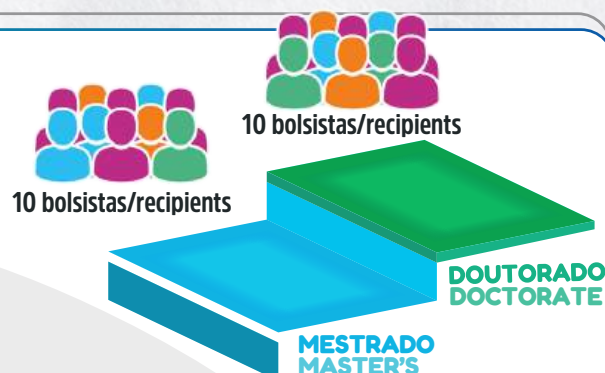 10 bolsistas/recipients
10 bolsistas/recipients
DOUTORADO
DOCTORATE
MESTRADO
MASTER'S